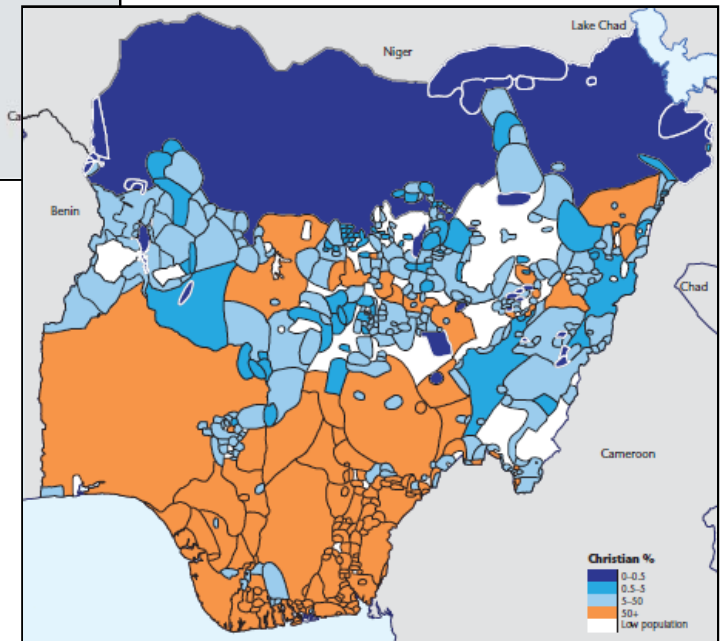 Lake Chad
Niger
Ca
Benin
Chad
Cameroon
Christian %
0–0.5
0.5–5
5–50
50+
Low population